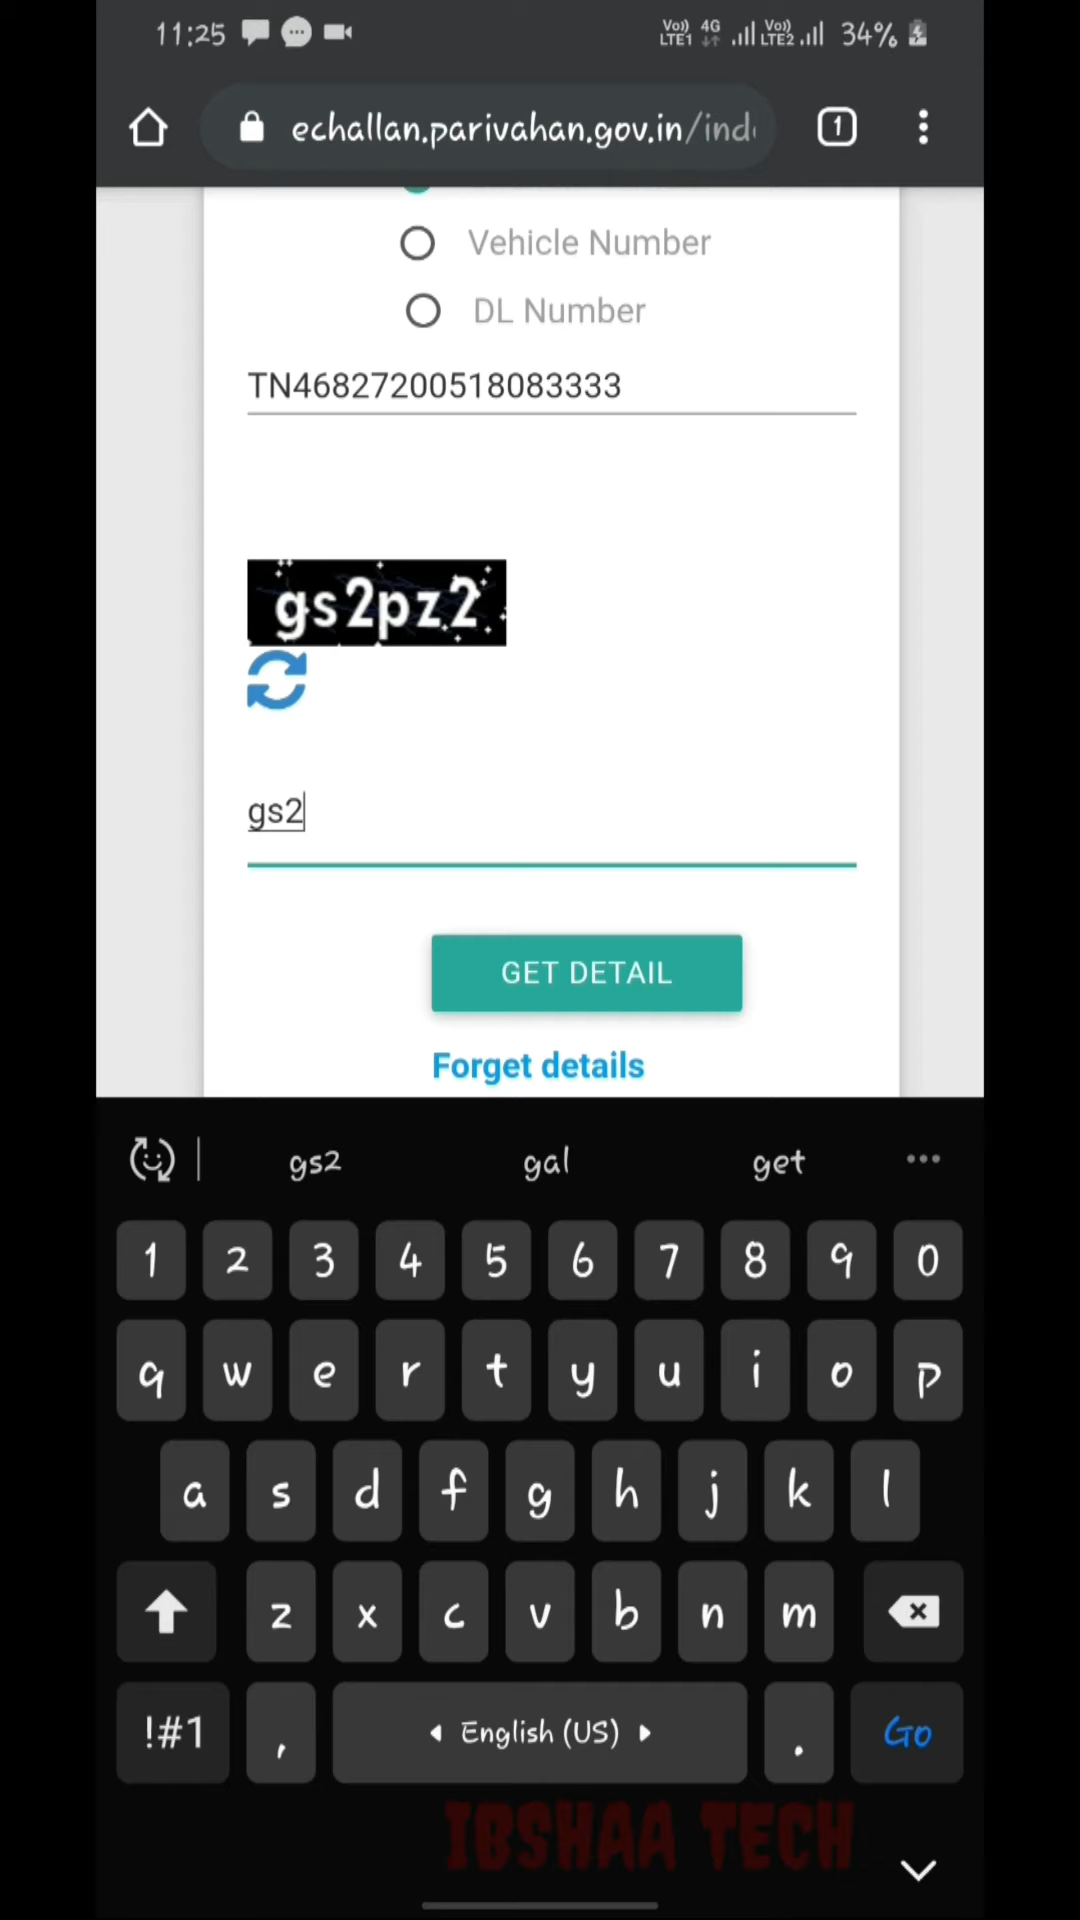 11:25 Vo)) LTE1 4G Vo)) LTE2 34%
echallan.parivahan.gov.in/ind
1
Vehicle Number
DL Number
TN46827200518083333
gs2pz2
gs2
GET DETAIL
Forget details
gs2 gal get
1 2 3 4 5 6 7 8 9 0
q w e r t y u i o p
a s d f g h j k l
z x c v b n m
!#1 , English (US) . Go
IBSHAA TECH